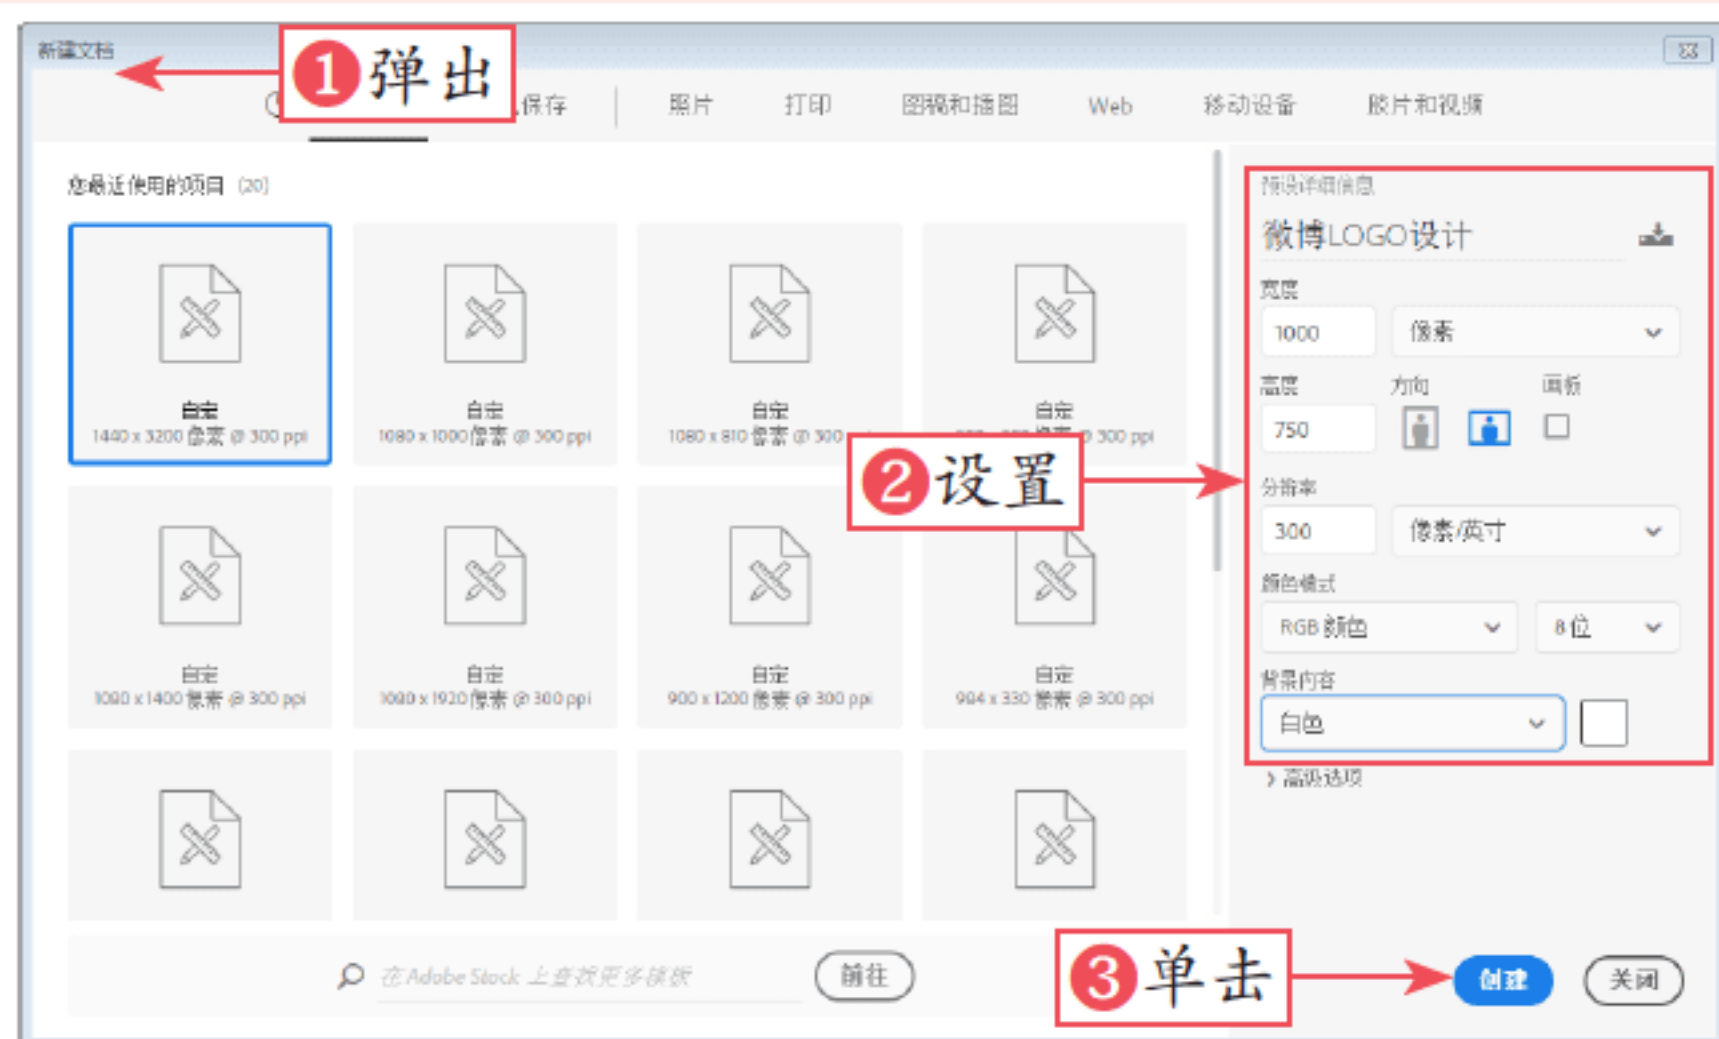 新建文档
❶弹出
保存 照片 打印 图稿和插图 Web 移动设备 胶片和视频
您最近使用的项目 (20)
自定
1440 x 3200 像素 @ 300 ppi
自定
1080 x 1000 像素 @ 300 ppi
自定
1080 x 810 像素 @ 300
自定
像素 @ 300 ppi
自定
1080 x 1400 像素 @ 300 ppi
自定
1080 x 1920 像素 @ 300 ppi
自定
900 x 1200 像素 @ 300 ppi
自定
984 x 330 像素 @ 300 ppi
在 Adobe Stock 上查找更多模板 前往
❷设置
预设详细信息
微博LOGO设计
宽度
1000 像素
高度 方向 画板
750
分辨率
300 像素/英寸
颜色模式
RGB 颜色 8 位
背景内容
白色
高级选项
❸单击
创建 关闭